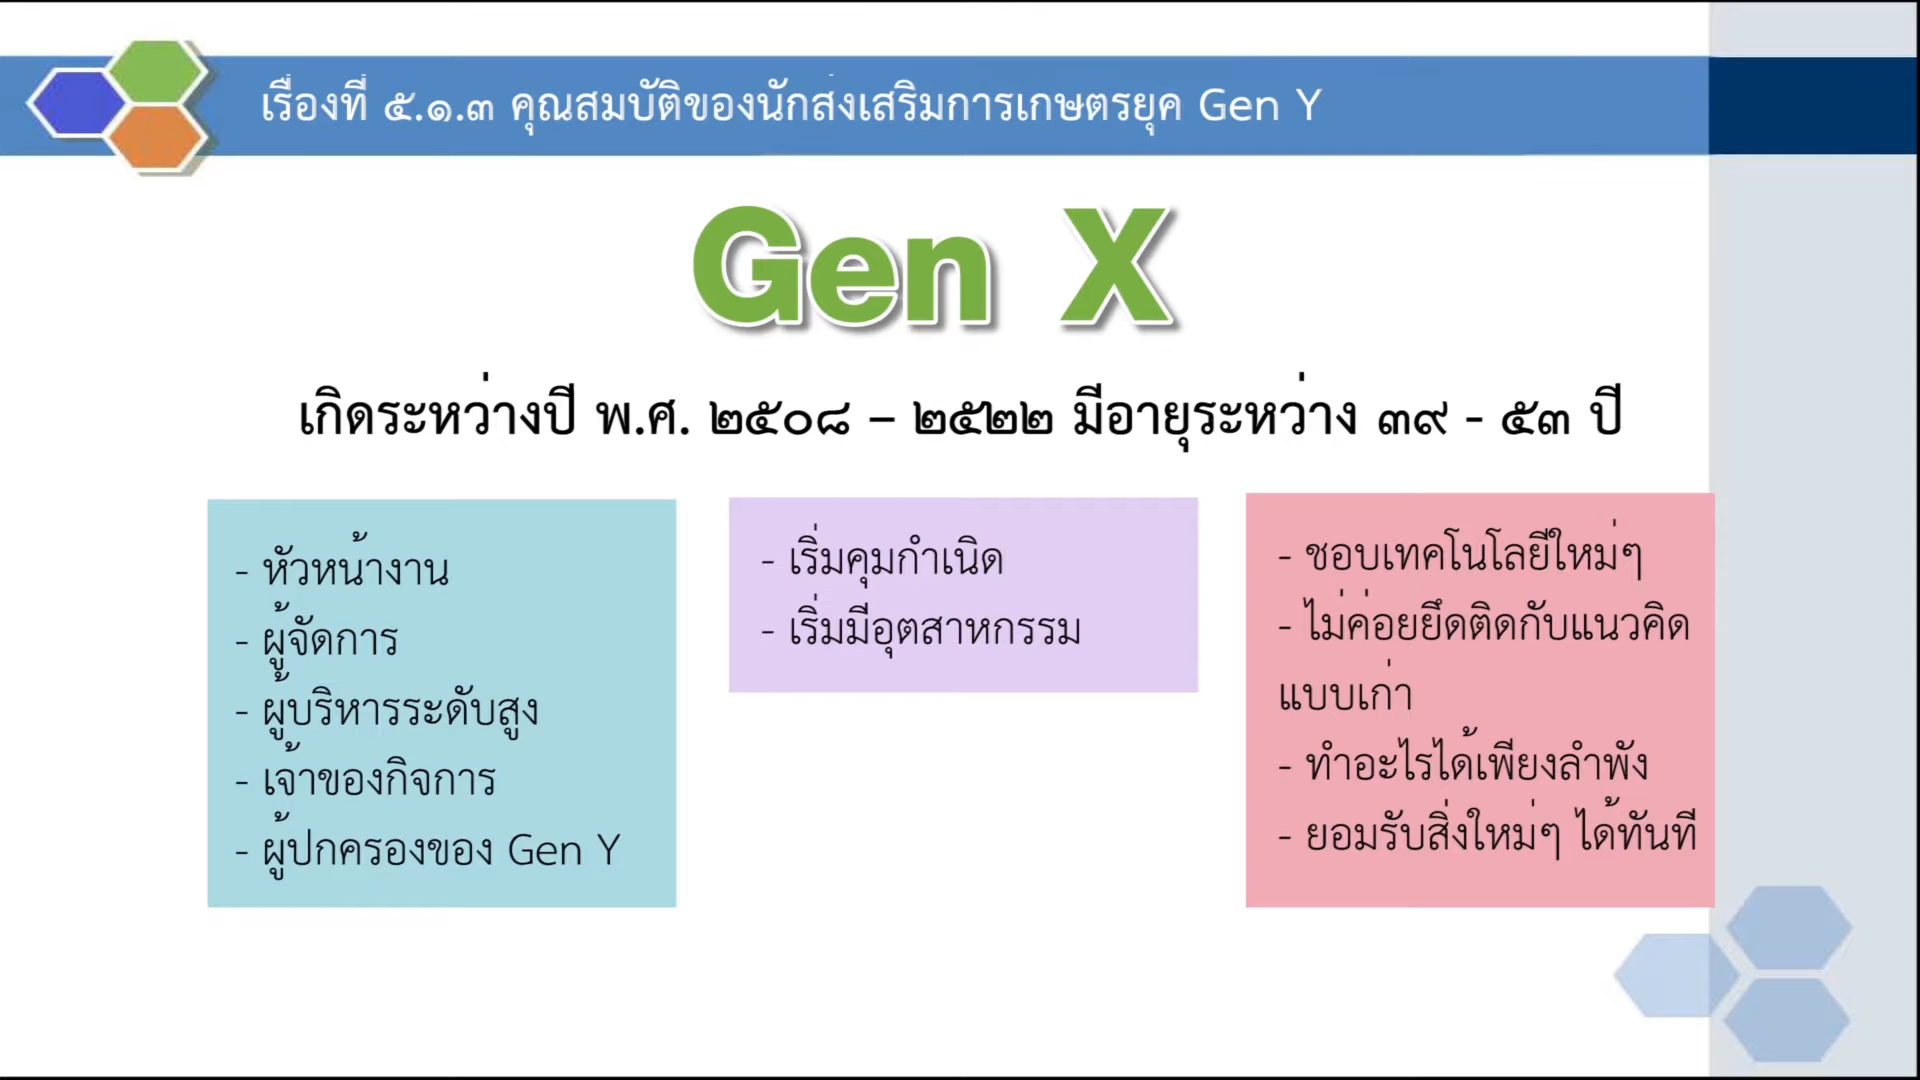 เรื่องที่ ๕.๑.๓ คุณสมบัติของนักส่งเสริมการเกษตรยุค Gen Y
Gen X
เกิดระหว่างปี พ.ศ. ๒๕๐๘ – ๒๕๒๒ มีอายุระหว่าง ๓๙ - ๕๓ ปี
- หัวหน้างาน
- ผู้จัดการ
- ผู้บริหารระดับสูง
- เจ้าของกิจการ
- ผู้ปกครองของ Gen Y
- เริ่มคุมกำเนิด
- เริ่มมีอุตสาหกรรม
- ชอบเทคโนโลยีใหม่ๆ
- ไม่ค่อยยึดติดกับแนวคิด
แบบเก่า
- ทำอะไรได้เพียงลำพัง
- ยอมรับสิ่งใหม่ๆ ได้ทันที